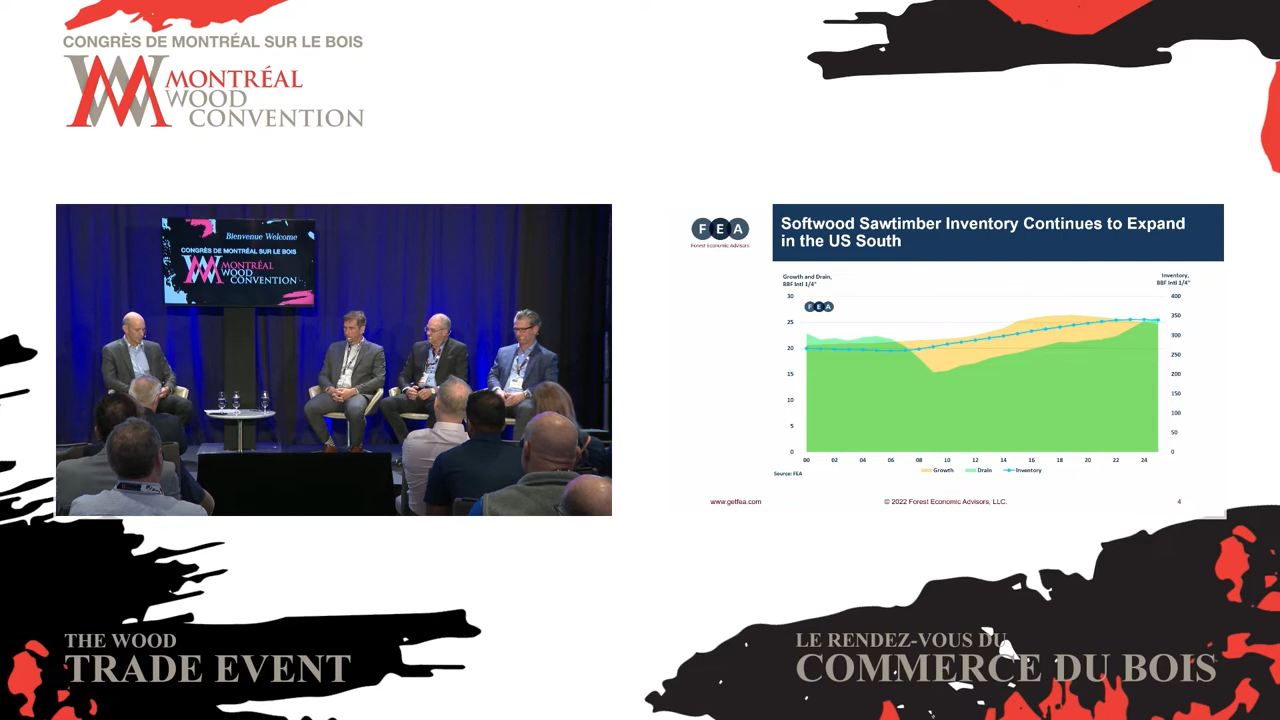 CONGRÈS DE MONTRÉAL SUR LE BOIS
MONTRÉAL
WOOD
CONVENTION
Bienvenue Welcome
CONGRÈS DE MONTRÉAL SUR LE BOIS
MONTRÉAL
WOOD
CONVENTION
FEA
Forest Economic Advisors
Softwood Sawtimber Inventory Continues to Expand
in the US South
Growth and Drain,
BBF Intl 1/4"
Inventory,
BBF Intl 1/4"
FEA
30
25
20
15
10
5
0
400
350
300
250
200
150
100
50
0
00 02 04 06 08 10 12 14 16 18 20 22 24
Growth Drain Inventory
Source: FEA
www.getfea.com © 2022 Forest Economic Advisors, LLC. 4
THE WOOD
TRADE EVENT
LE RENDEZ-VOUS DU
COMMERCE DU BOIS